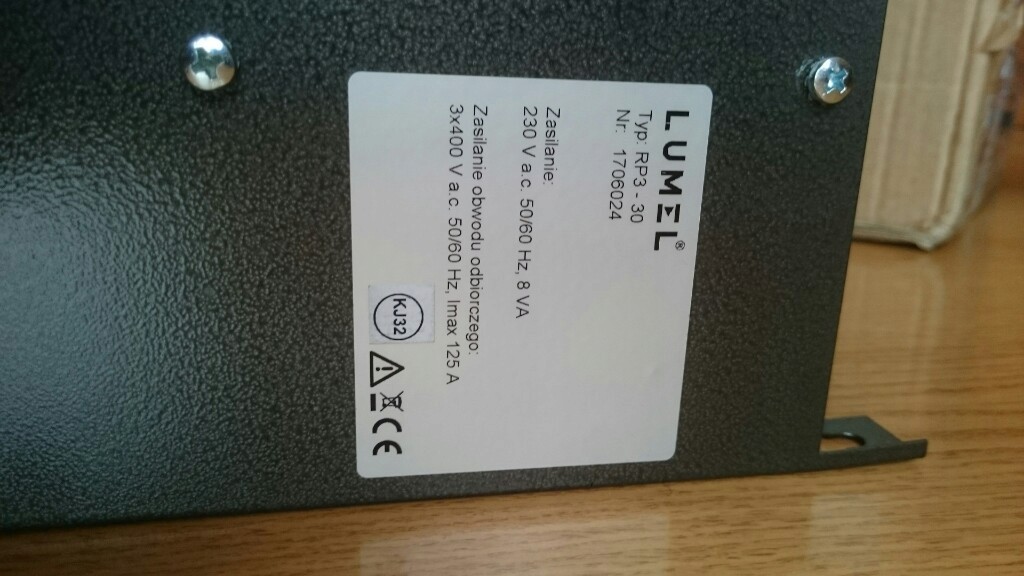 LUMEL®
Typ: RP3 - 30
Nr: 1706024
Zasilanie:
230 V a.c. 50/60 Hz, 8 VA
Zasilanie obwodu odbiorczego:
3x400 V a.c. 50/60 Hz, Imax 125 A
KJ32
CE